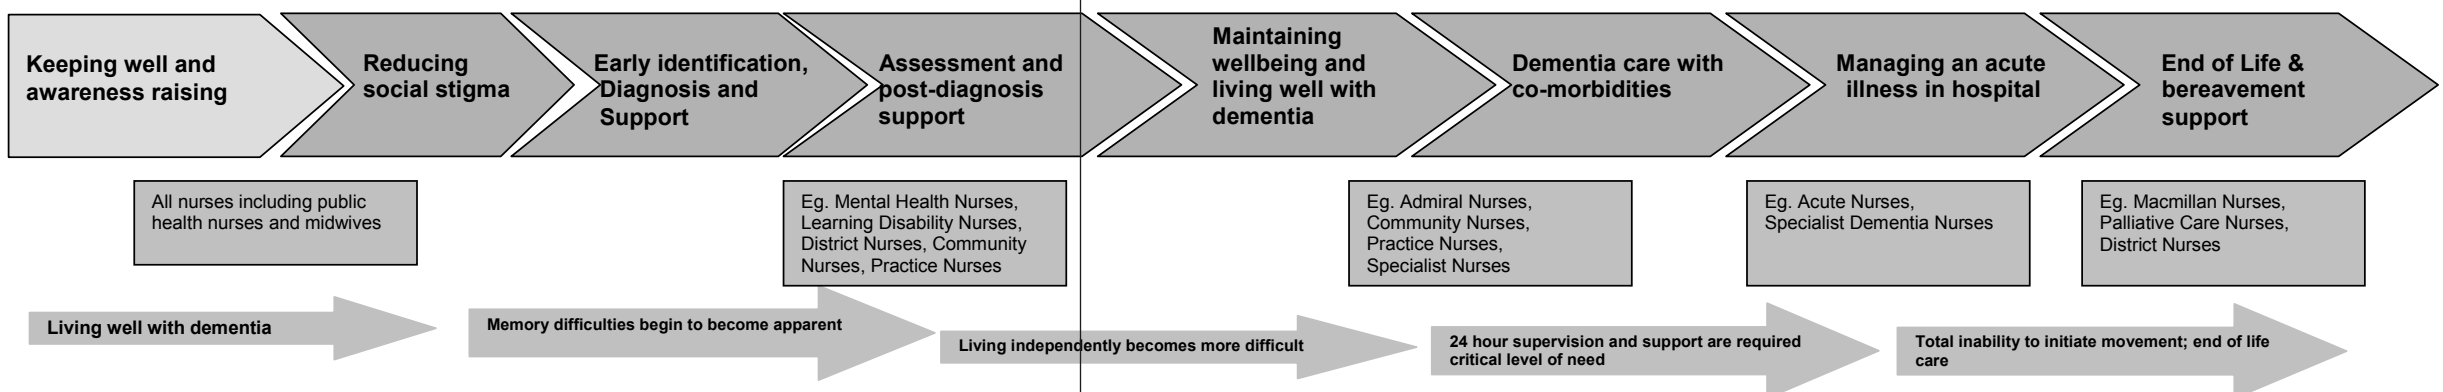 Keeping well and
awareness raising
Reducing
social stigma
Early identification,
Diagnosis and
Support
Assessment and
post-diagnosis
support
Maintaining
wellbeing and
living well with
dementia
Dementia care with
co-morbidities
Managing an acute
illness in hospital
End of Life &
bereavement
support
All nurses including public
health nurses and midwives
Eg. Mental Health Nurses,
Learning Disability Nurses,
District Nurses, Community
Nurses, Practice Nurses
Eg. Admiral Nurses,
Community Nurses,
Practice Nurses,
Specialist Nurses
Eg. Acute Nurses,
Specialist Dementia Nurses
Eg. Macmillan Nurses,
Palliative Care Nurses,
District Nurses
Living well with dementia
Memory difficulties begin to become apparent
Living independently becomes more difficult
24 hour supervision and support are required
critical level of need
Total inability to initiate movement; end of life
care